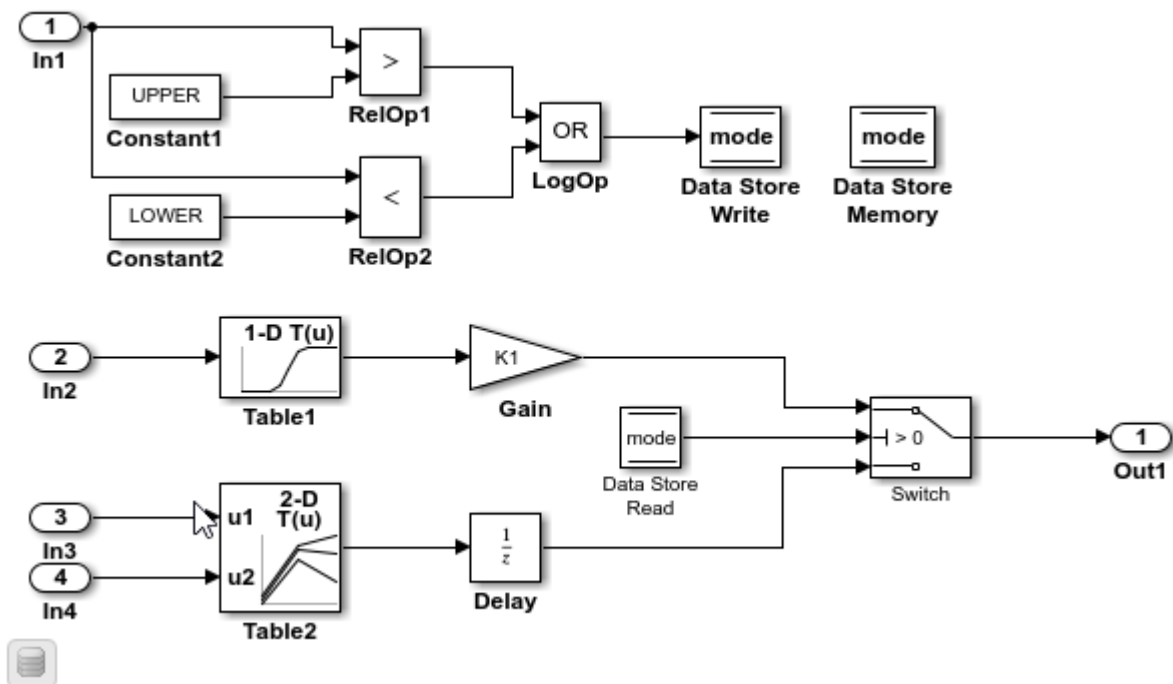 1
In1
UPPER
Constant1
>
RelOp1
LOWER
Constant2
<
RelOp2
OR
LogOp
mode
Data Store
Write
mode
Data Store
Memory
2
In2
1-D T(u)
Table1
K1
Gain
mode
Data Store
Read
> 0
Switch
1
Out1
3
In3
4
In4
u1
u2
2-D
T(u)
Table2
1
z
Delay